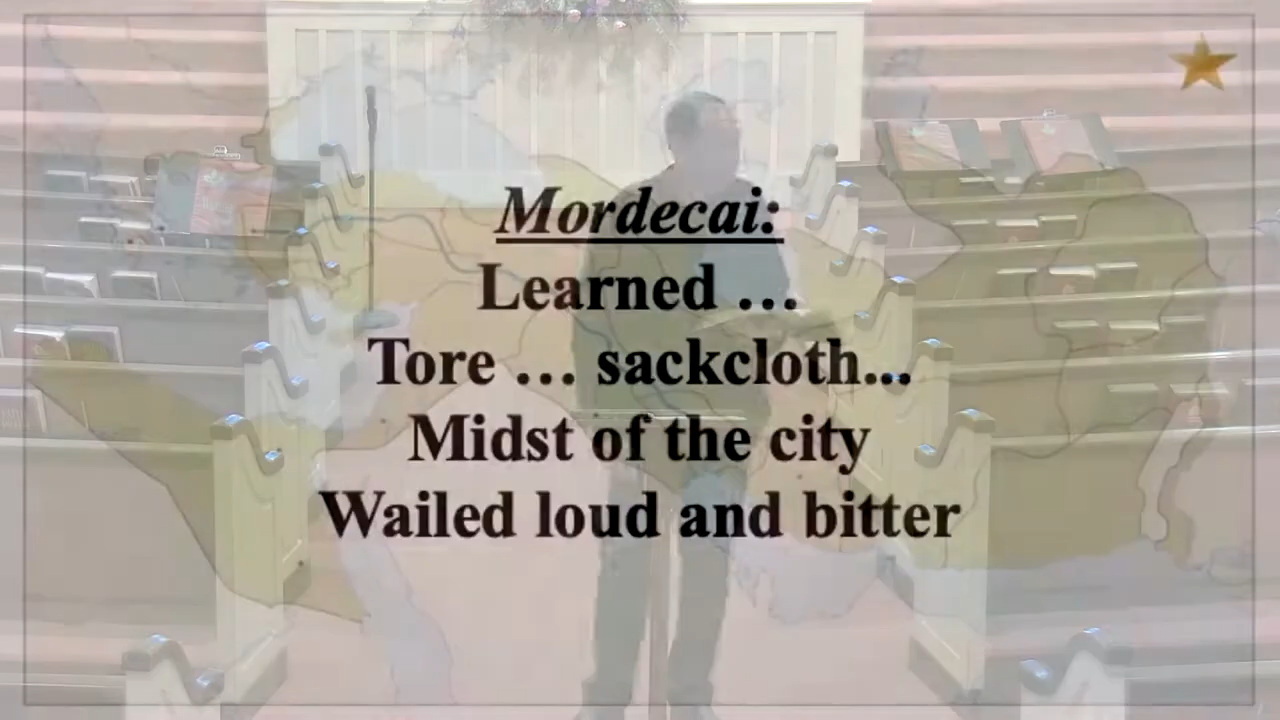 Mordecai:
Learned …
Tore … sackcloth...
Midst of the city
Wailed loud and bitter